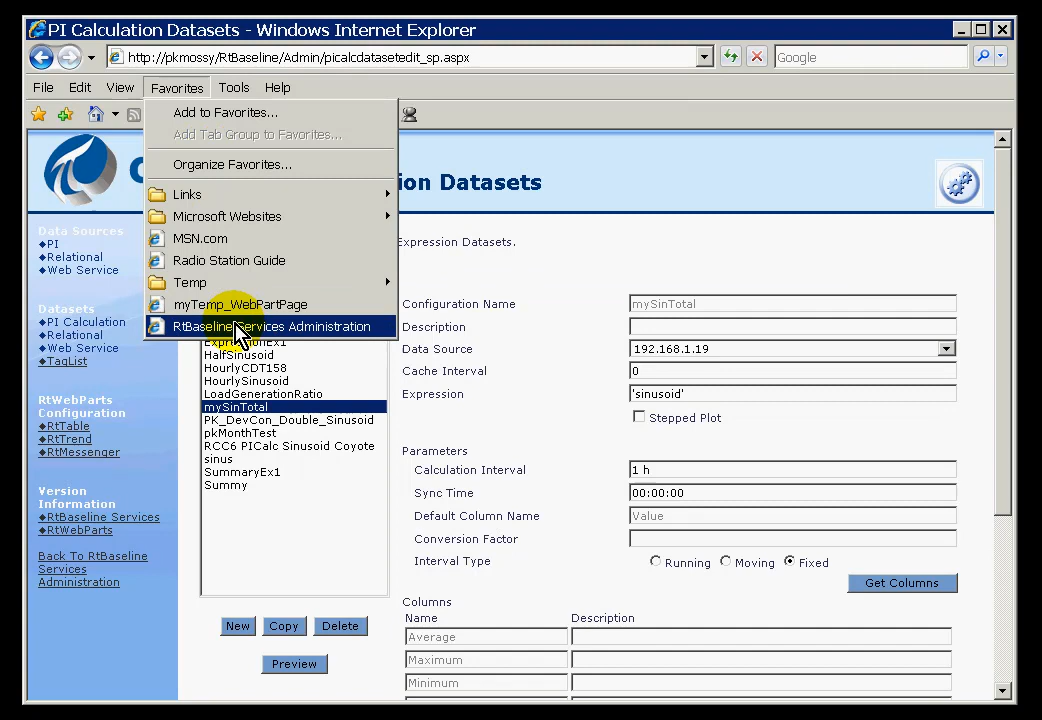 PI Calculation Datasets - Windows Internet Explorer
http://pkmossy/RtBaseline/Admin/picalcdatasetedit_sp.aspx
Google
File Edit View Favorites Tools Help
Add to Favorites...
Add Tab Group to Favorites...
Organize Favorites...
Links
Microsoft Websites
MSN.com
Radio Station Guide
Temp
myTemp_WebPartPage
RtBaseline Services Administration
ion Datasets
Expression Datasets.
Data Sources
◆PI
◆Relational
◆Web Service
Datasets
◆PI Calculation
◆Relational
◆Web Service
◆TagList
RtWebParts
Configuration
◆RtTable
◆RtTrend
◆RtMessenger
Version
Information
◆RtBaseline Services
◆RtWebParts
Back To RtBaseline
Services
Administration
ExpressionEx1
HalfSinusoid
HourlyCDT158
HourlySinusoid
LoadGenerationRatio
mySinTotal
PK_DevCon_Double_Sinusoid
pkMonthTest
RCC6 PICalc Sinusoid Coyote
sinus
SummaryEx1
Summy
New Copy Delete
Preview
Configuration Name mySinTotal
Description
Data Source 192.168.1.19
Cache Interval 0
Expression 'sinusoid'
Stepped Plot
Parameters
Calculation Interval 1 h
Sync Time 00:00:00
Default Column Name Value
Conversion Factor
Interval Type Running Moving Fixed
Get Columns
Columns
Name Description
Average
Maximum
Minimum